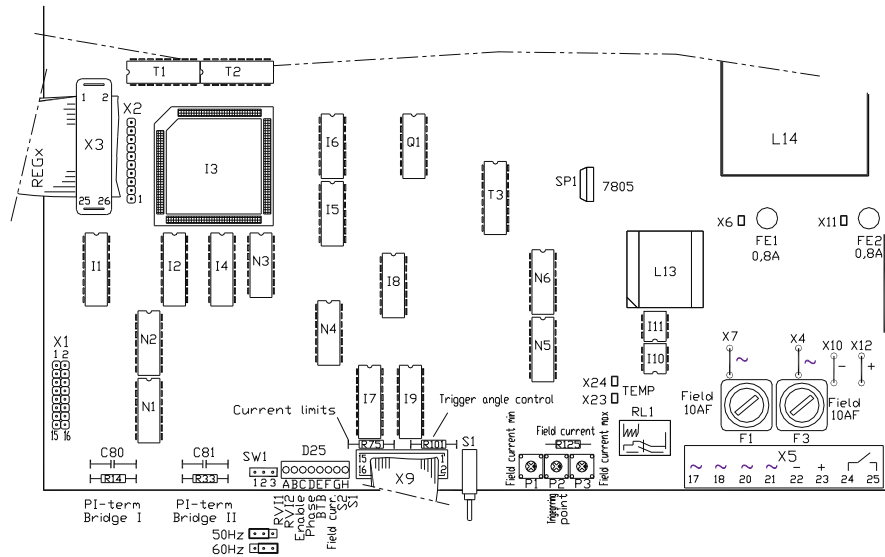 T1 T2
1 2
X2
X3
REGx
25 26
1
I3
I6
Q1
I5
T3
SP1 7805
L14
X6
FE1
0,8A
X11
FE2
0,8A
I1
I2
I4
N3
I8
N6
L13
N2
N4
N5
I11
I10
X7
~
X4
~
X10 X12
-
+
X1
1 2
15 16
N1
I7
I9
Trigger angle control
Current limits
X24
X23
TEMP
RL1
Field
10AF
Field
10AF
F1
F3
C80
R14
PI-term
Bridge I
C81
R33
PI-term
Bridge II
SW1
1 2 3
D25
ABCDEFGH
RVI1
RVI2
Enable
Phase
BTB
Field curr.
S2
S1
50Hz
60Hz
R75
R101
15
16
1
2
X9
S1
Field current min
Field current
R125
Field current max
P1 P2 P3
point
X5
~ ~ ~ ~ - +
17 18 20 21 22 23 24 25